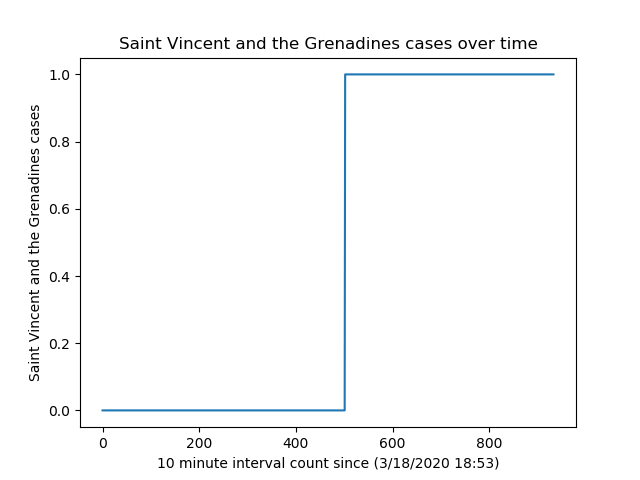 Saint Vincent and the Grenadines cases over time
Saint Vincent and the Grenadines cases
1.0
0.8
0.6
0.4
0.2
0.0
0 200 400 600 800
10 minute interval count since (3/18/2020 18:53)